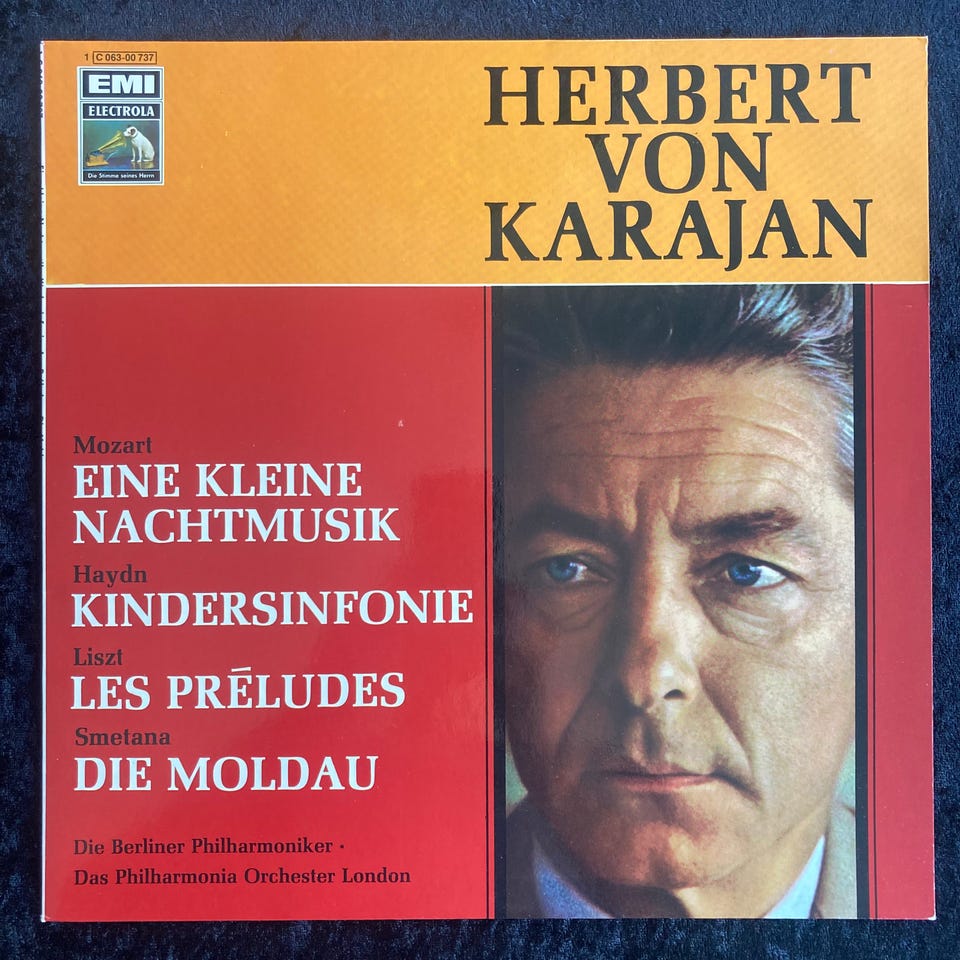 1 C 063-00 737
EMI
ELECTROLA
Die Stimme seines Herrn
HERBERT
VON
KARAJAN
Mozart
EINE KLEINE
NACHTMUSIK
Haydn
KINDERSINFONIE
Liszt
LES PRÉLUDES
Smetana
DIE MOLDAU
Die Berliner Philharmoniker ·
Das Philharmonia Orchester London